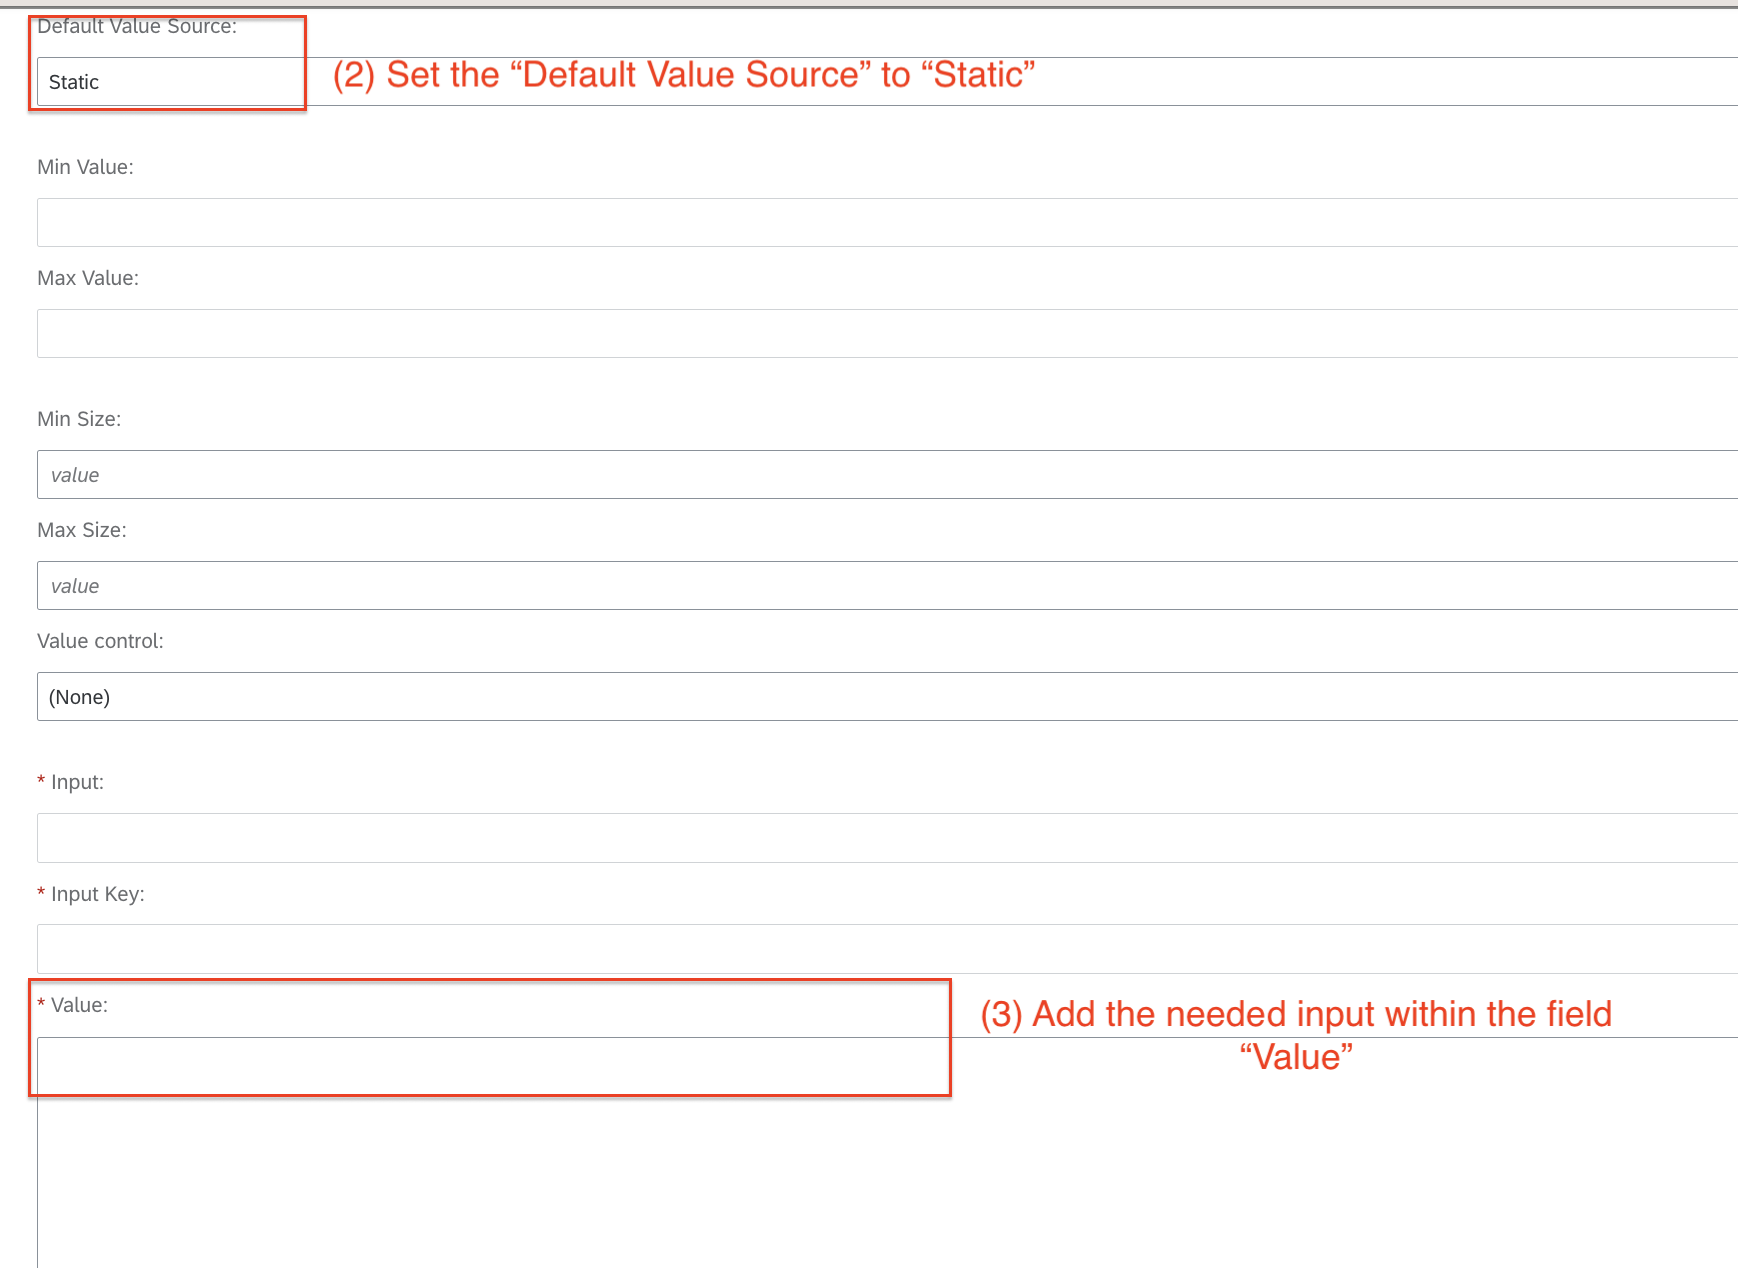 Default Value Source:
Static
(2) Set the “Default Value Source” to “Static”
Min Value:
Max Value:
Min Size:
value
Max Size:
value
Value control:
(None)
* Input:
* Input Key:
* Value:
(3) Add the needed input within the field
“Value”